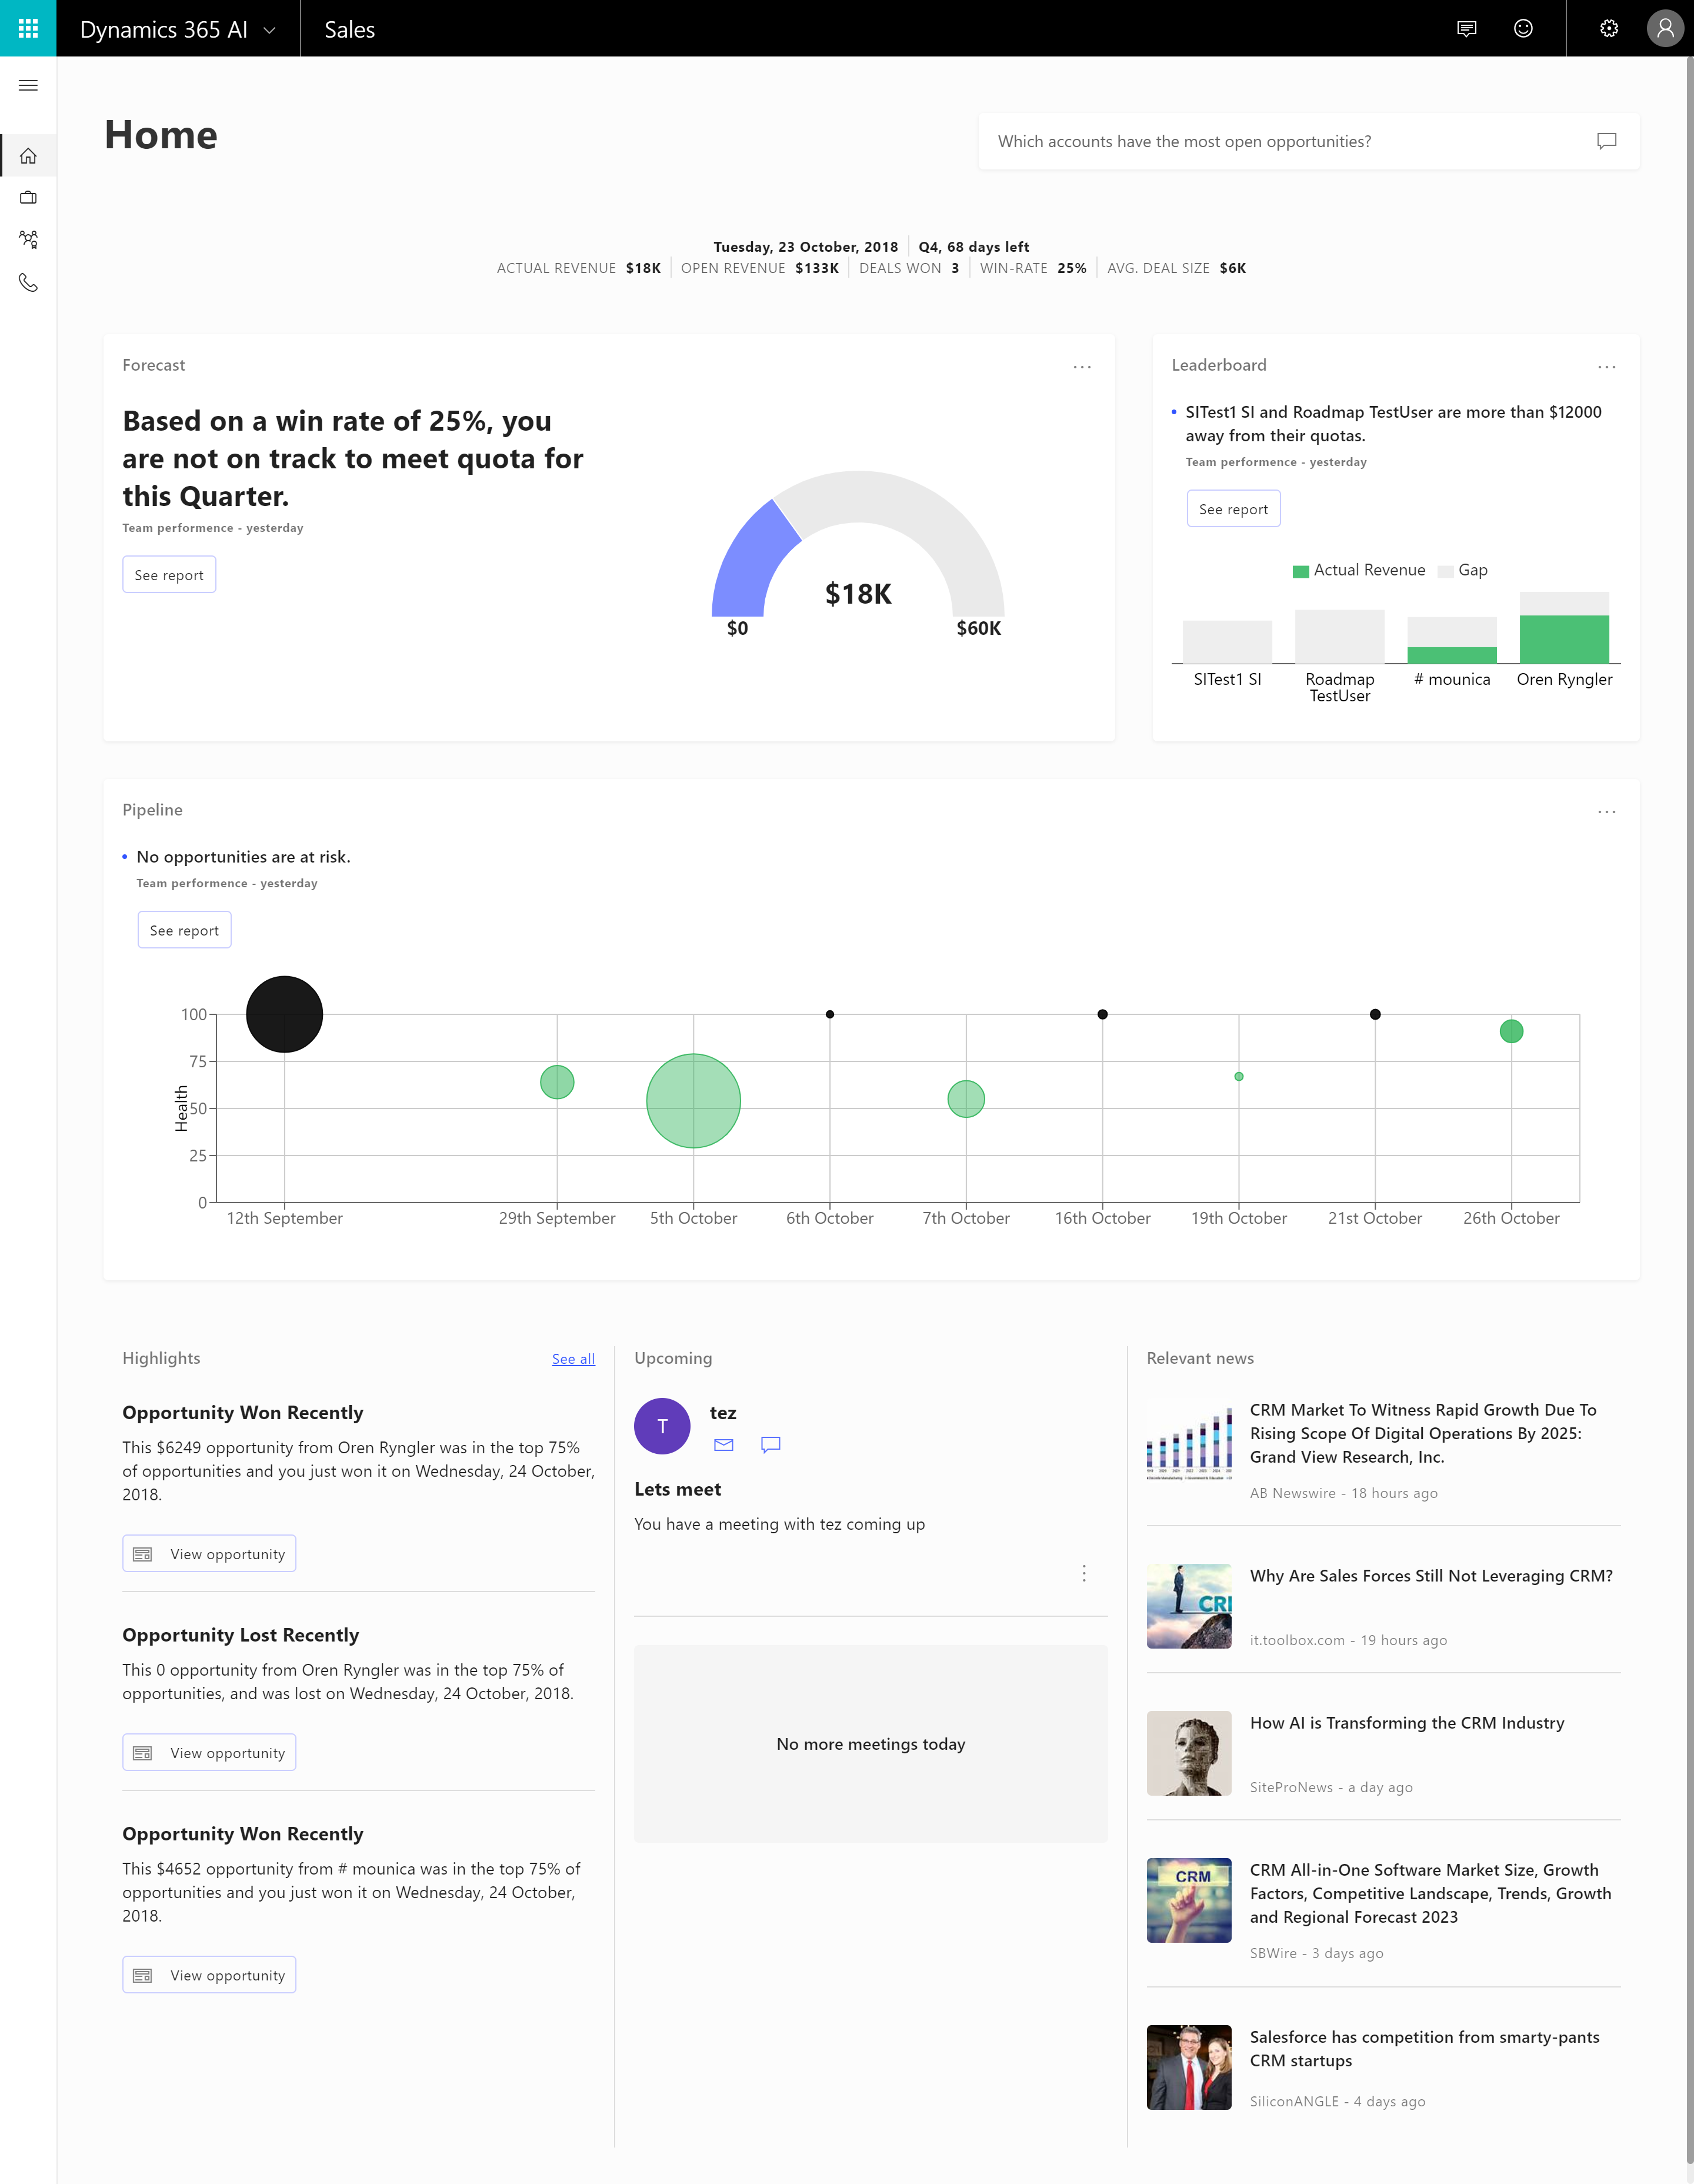 Dynamics 365 AI
Sales
Home
Which accounts have the most open opportunities?
Tuesday, 23 October, 2018 Q4, 68 days left
ACTUAL REVENUE $18K OPEN REVENUE $133K DEALS WON 3 WIN-RATE 25% AVG. DEAL SIZE $6K
Forecast
...
Based on a win rate of 25%, you
are not on track to meet quota for
this Quarter.
Team performence - yesterday
See report
$18K
$0
$60K
Leaderboard
...
• SITest1 SI and Roadmap TestUser are more than $12000
away from their quotas.
Team performence - yesterday
See report
Actual Revenue Gap
SITest1 SI
Roadmap
TestUser
# mounica
Oren Ryngler
Pipeline
...
• No opportunities are at risk.
Team performence - yesterday
See report
Health
100
75
50
25
0
12th September 29th September 5th October 6th October 7th October 16th October 19th October 21st October 26th October
Highlights
See all
Opportunity Won Recently
This $6249 opportunity from Oren Ryngler was in the top 75%
of opportunities and you just won it on Wednesday, 24 October,
2018.
View opportunity
Opportunity Lost Recently
This 0 opportunity from Oren Ryngler was in the top 75% of
opportunities, and was lost on Wednesday, 24 October, 2018.
View opportunity
Opportunity Won Recently
This $4652 opportunity from # mounica was in the top 75% of
opportunities and you just won it on Wednesday, 24 October,
2018.
View opportunity
Upcoming
T
tez
Lets meet
You have a meeting with tez coming up
No more meetings today
Relevant news
CRM Market To Witness Rapid Growth Due To
Rising Scope Of Digital Operations By 2025:
Grand View Research, Inc.
AB Newswire - 18 hours ago
CRI
Why Are Sales Forces Still Not Leveraging CRM?
it.toolbox.com - 19 hours ago
How AI is Transforming the CRM Industry
SiteProNews - a day ago
CRM
CRM All-in-One Software Market Size, Growth
Factors, Competitive Landscape, Trends, Growth
and Regional Forecast 2023
SBWire - 3 days ago
Salesforce has competition from smarty-pants
CRM startups
SiliconANGLE - 4 days ago